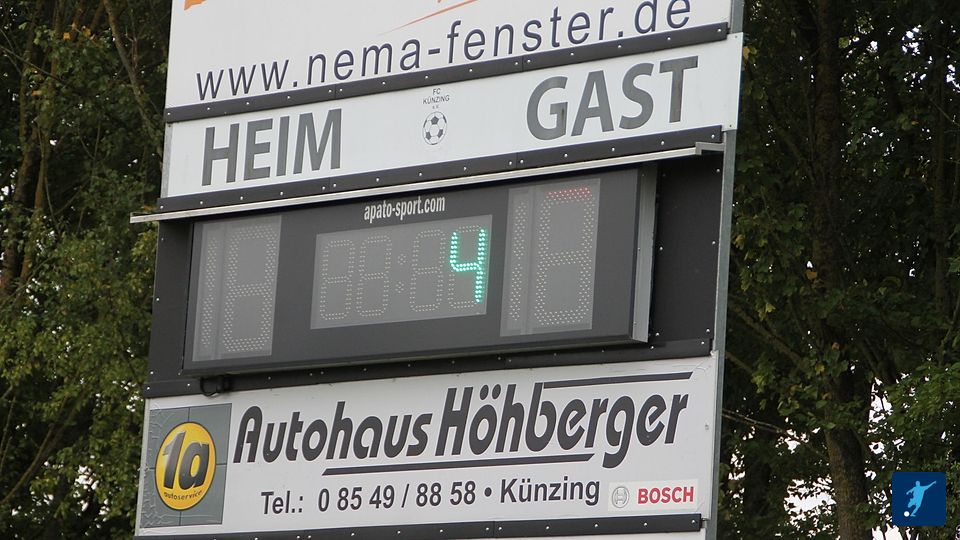 www.nema-fenster.de
HEIM
FC
KÜNZING
e.V.
GAST
apato-sport.com
4
1a
autoservice
Autohaus Höhberger
Tel.: 0 85 49 / 88 58 • Künzing
BOSCH